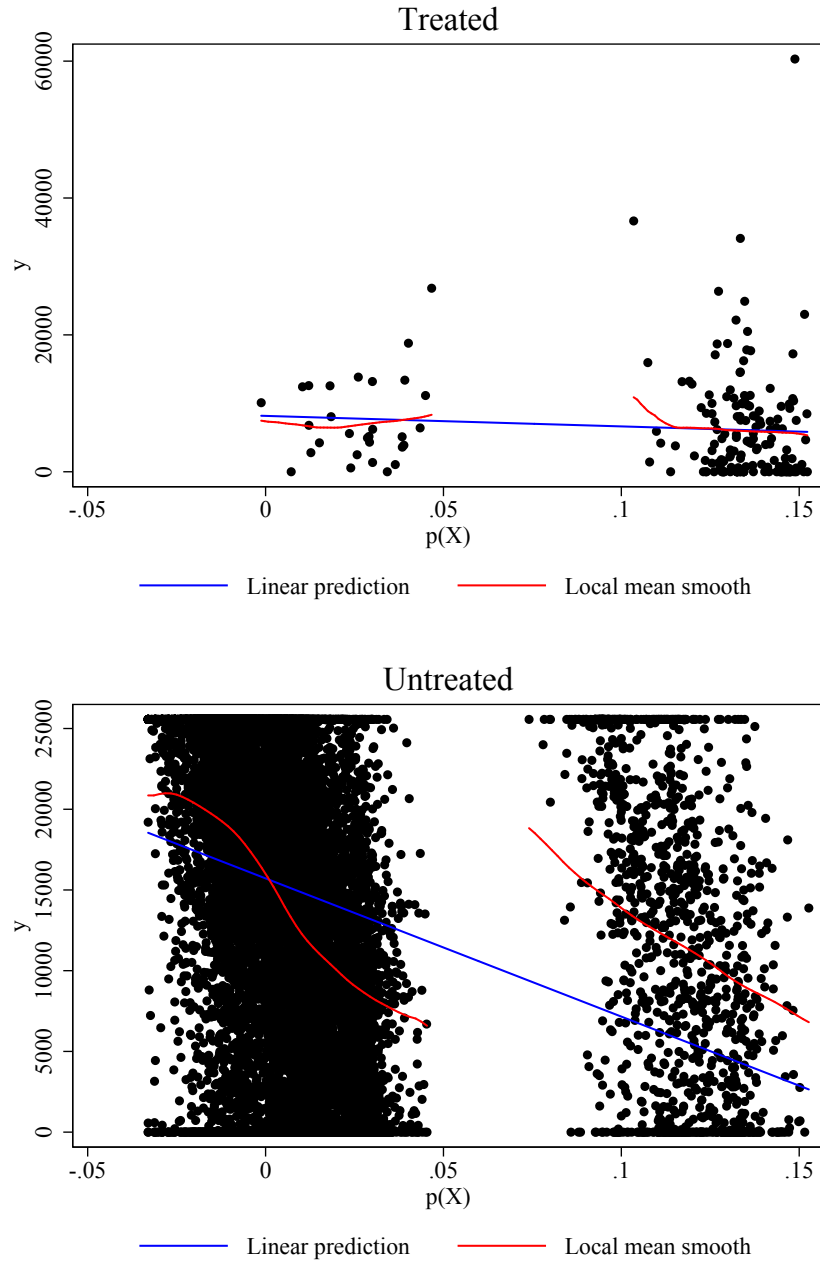 Treated
60000
40000
20000
0
y
-.05 0 .05 .1 .15
p(X)
Linear prediction Local mean smooth
Untreated
25000
20000
15000
10000
5000
0
y
-.05 0 .05 .1 .15
p(X)
Linear prediction Local mean smooth